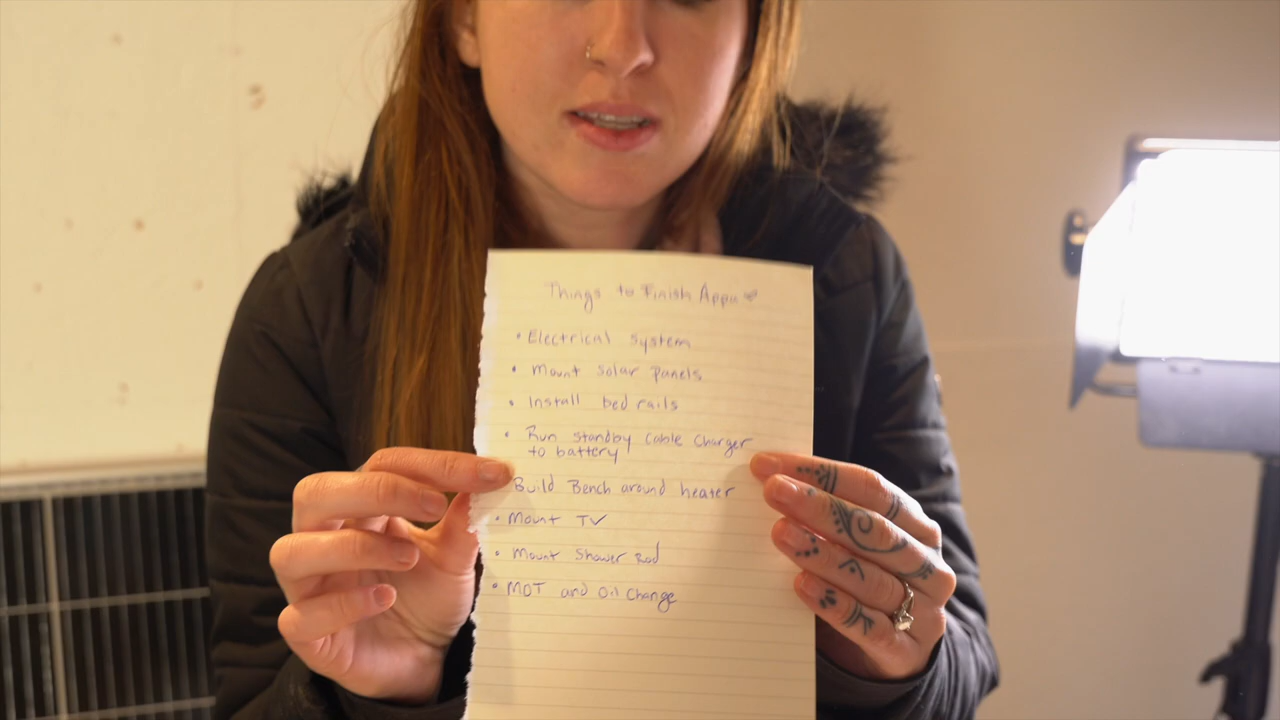 Things to Finish Appa
• Electrical system
• Mount solar panels
• Install bed rails
• Run standby cable charger
to battery
Build Bench around heater
• Mount TV
• Mount Shower Rod
• MOT and Oil Change